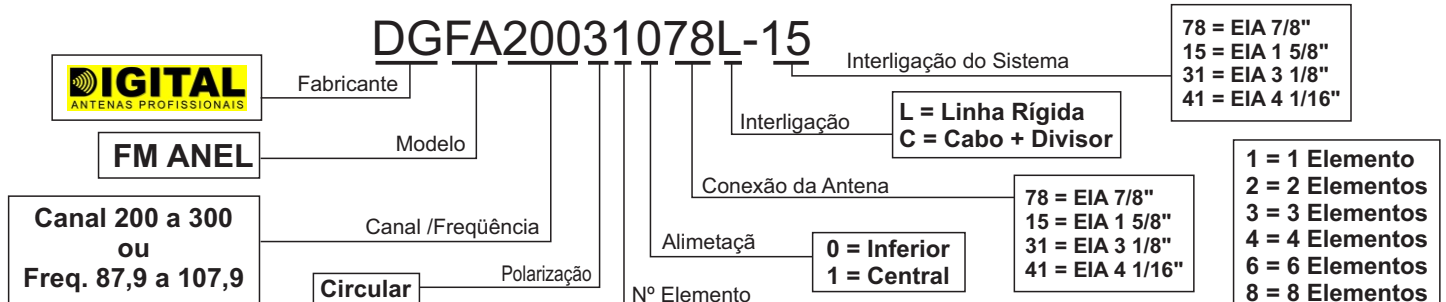 DGFA20031078L-15
DIGITAL
ANTENAS PROFISSIONAIS
Fabricante
FM ANEL
Modelo
Canal 200 a 300
ou
Freq. 87,9 a 107,9
Canal /Freqüência
Circular
Polarização
Nº Elemento
Alimetaçã
0 = Inferior
1 = Central
Conexão da Antena
78 = EIA 7/8"
15 = EIA 1 5/8"
31 = EIA 3 1/8"
41 = EIA 4 1/16"
Interligação
L = Linha Rígida
C = Cabo + Divisor
Interligação do Sistema
78 = EIA 7/8"
15 = EIA 1 5/8"
31 = EIA 3 1/8"
41 = EIA 4 1/16"
1 = 1 Elemento
2 = 2 Elementos
3 = 3 Elementos
4 = 4 Elementos
6 = 6 Elementos
8 = 8 Elementos